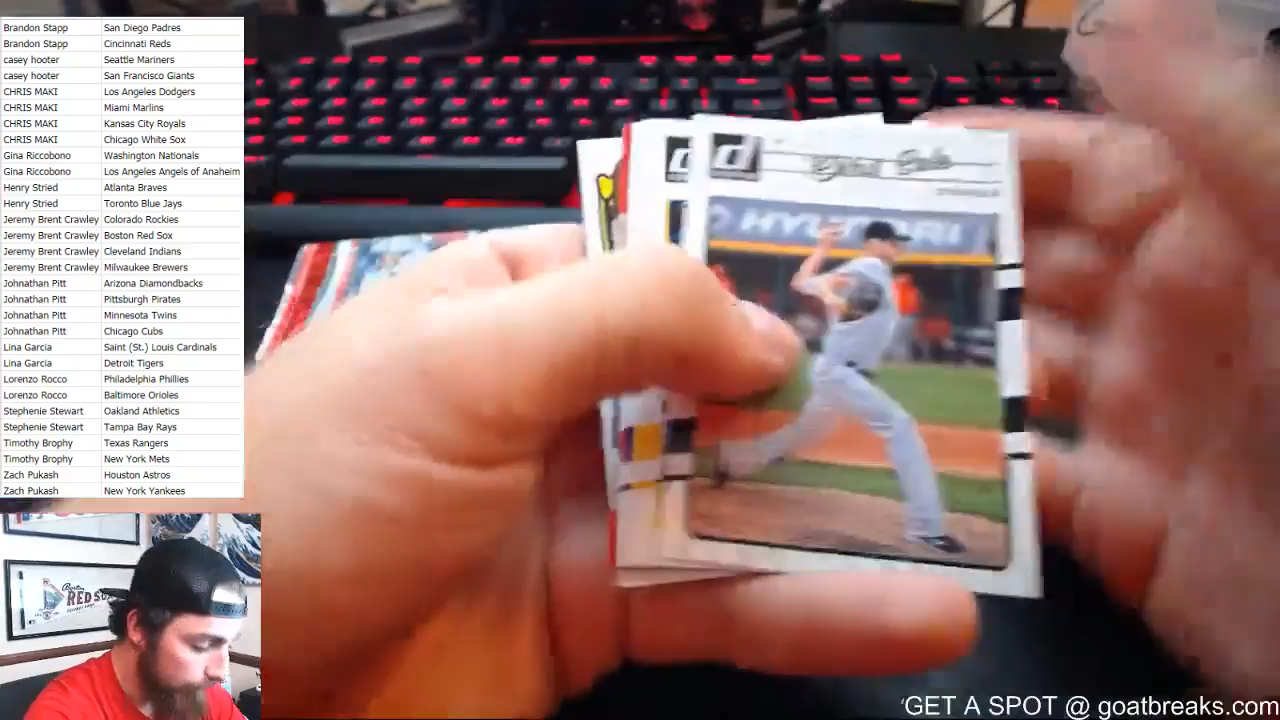 Brandon Stapp San Diego Padres
Brandon Stapp Cincinnati Reds
casey hooter Seattle Mariners
casey hooter San Francisco Giants
CHRIS MAKI Los Angeles Dodgers
CHRIS MAKI Miami Marlins
CHRIS MAKI Kansas City Royals
CHRIS MAKI Chicago White Sox
Gina Riccobono Washington Nationals
Gina Riccobono Los Angeles Angels of Anaheim
Henry Stried Atlanta Braves
Henry Stried Toronto Blue Jays
Jeremy Brent Crawley Colorado Rockies
Jeremy Brent Crawley Boston Red Sox
Jeremy Brent Crawley Cleveland Indians
Jeremy Brent Crawley Milwaukee Brewers
Johnathan Pitt Arizona Diamondbacks
Johnathan Pitt Pittsburgh Pirates
Johnathan Pitt Minnesota Twins
Johnathan Pitt Chicago Cubs
Lina Garcia Saint (St.) Louis Cardinals
Lina Garcia Detroit Tigers
Lorenzo Rocco Philadelphia Phillies
Lorenzo Rocco Baltimore Orioles
Stephenie Stewart Oakland Athletics
Stephenie Stewart Tampa Bay Rays
Timothy Brophy Texas Rangers
Timothy Brophy New York Mets
Zach Pukash Houston Astros
Zach Pukash New York Yankees
d d
HYUNDAI
Boston
RED SOX
'GET A SPOT @ goatbreaks.com